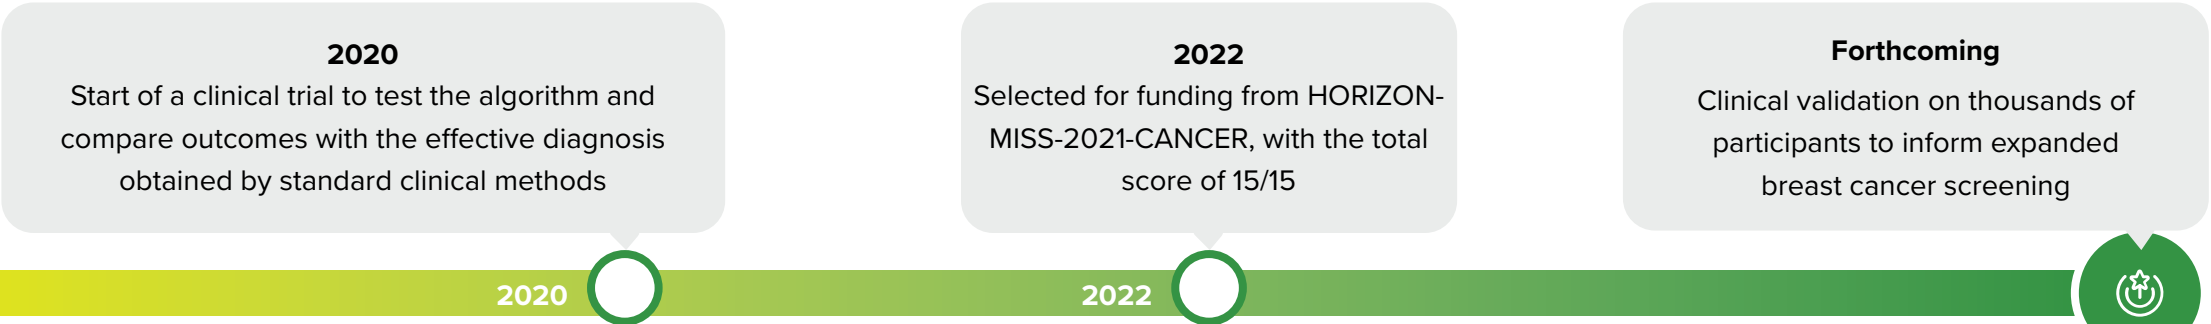 2020
Start of a clinical trial to test the algorithm and
compare outcomes with the effective diagnosis
obtained by standard clinical methods
2022
Selected for funding from HORIZON-
MISS-2021-CANCER, with the total
score of 15/15
Forthcoming
Clinical validation on thousands of
participants to inform expanded
breast cancer screening
2020
2022